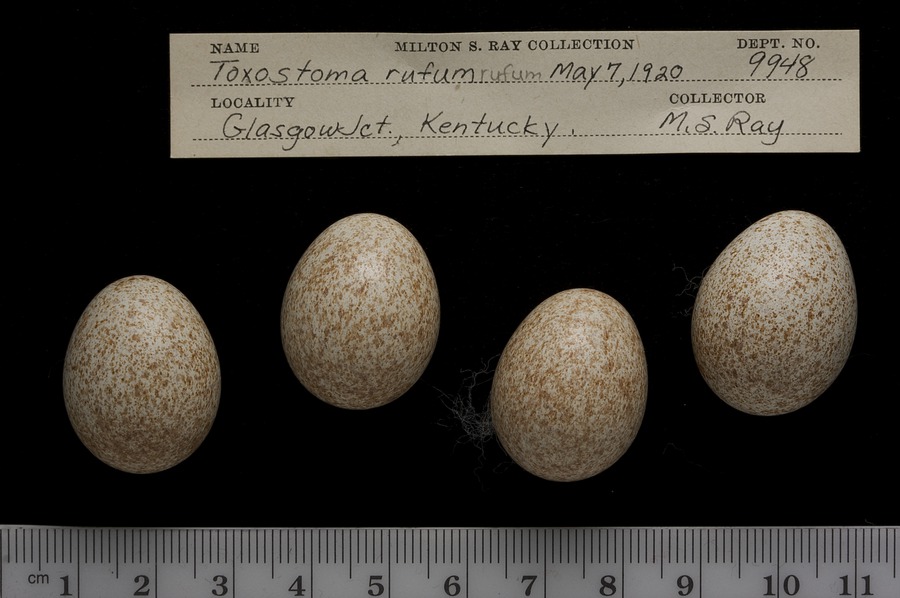 NAME MILTON S. RAY COLLECTION DEPT. NO.
Toxostoma rufum rufum May 7, 1920 9948
LOCALITY COLLECTOR
Glasgow Jct., Kentucky. M.S. Ray
cm 1 2 3 4 5 6 7 8 9 10 11